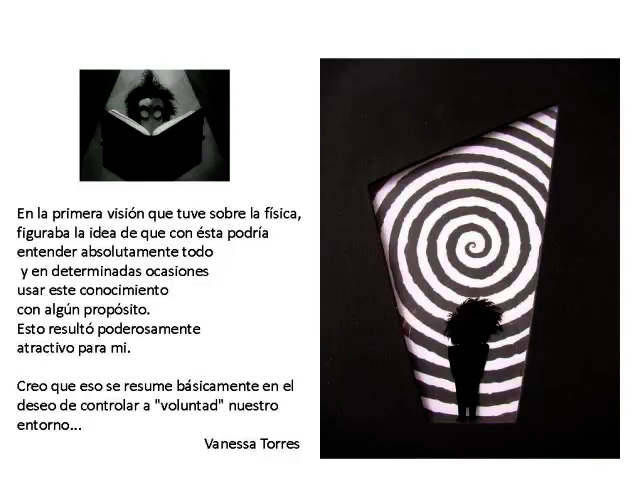 En la primera visión que tuve sobre la física,
figuraba la idea de que con ésta podría
entender absolutamente todo
y en determinadas ocasiones
usar este conocimiento
con algún propósito.
Esto resultó poderosamente
atractivo para mi.
Creo que eso se resume básicamente en el
deseo de controlar a "voluntad" nuestro
entorno...
Vanessa Torres